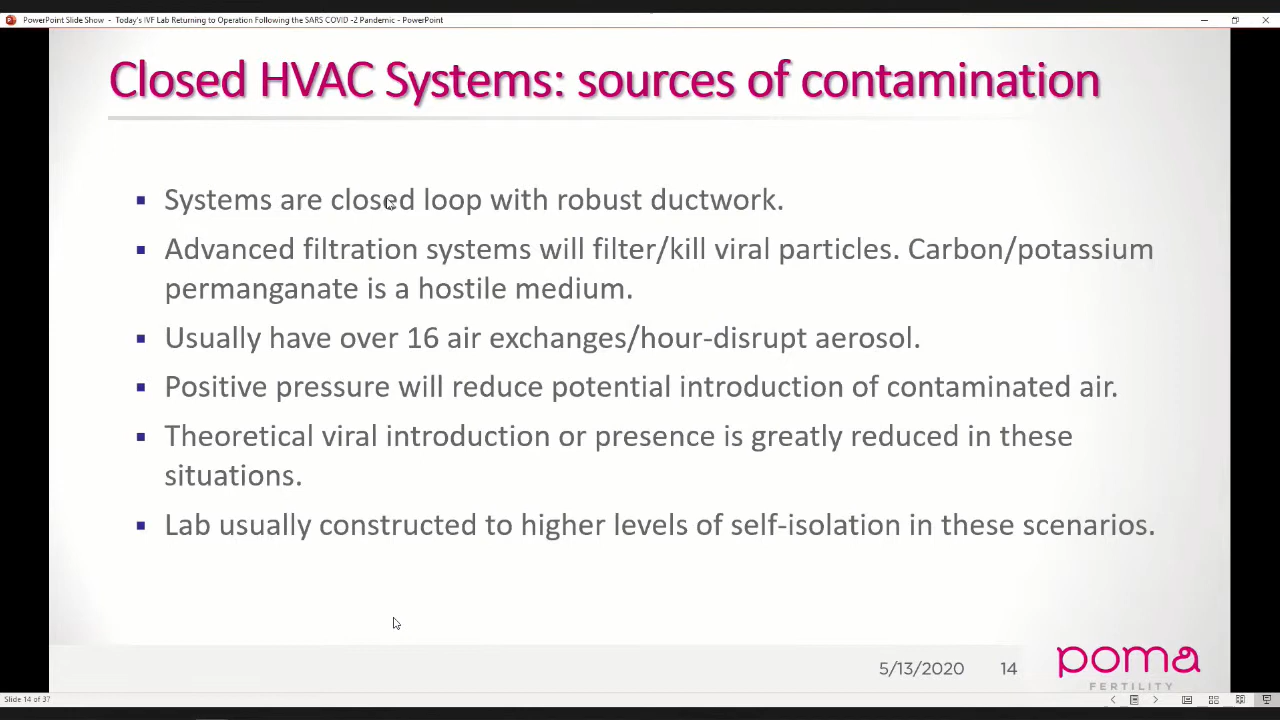 PowerPoint Slide Show - Today's IVF Lab Returning to Operation Following the SARS COVID -2 Pandemic - PowerPoint
Closed HVAC Systems: sources of contamination
Systems are closed loop with robust ductwork.
Advanced filtration systems will filter/kill viral particles. Carbon/potassium
permanganate is a hostile medium.
Usually have over 16 air exchanges/hour-disrupt aerosol.
Positive pressure will reduce potential introduction of contaminated air.
Theoretical viral introduction or presence is greatly reduced in these
situations.
Lab usually constructed to higher levels of self-isolation in these scenarios.
5/13/2020 14
poma
FERTILITY
Slide 14 of 37